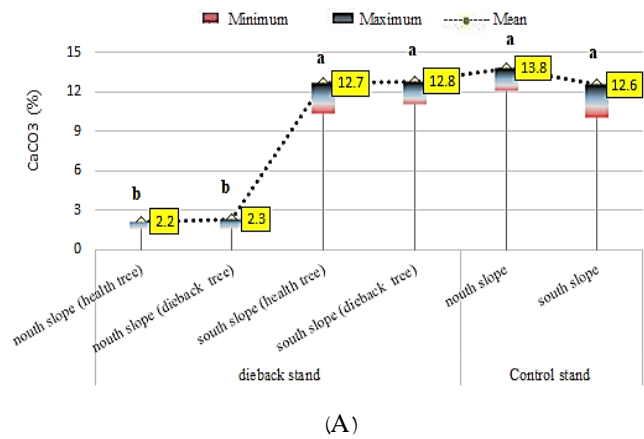 Minimum Maximum Mean
CaCO3 (%)
15
12
9
6
3
0
b
b
a
a
a
a
2.2
2.3
12.7
12.8
13.8
12.6
nouth slope (health tree)
nouth slope (dieback tree)
south slope (health tree)
south slope (dieback tree)
nouth slope
south slope
dieback stand
Control stand
(A)